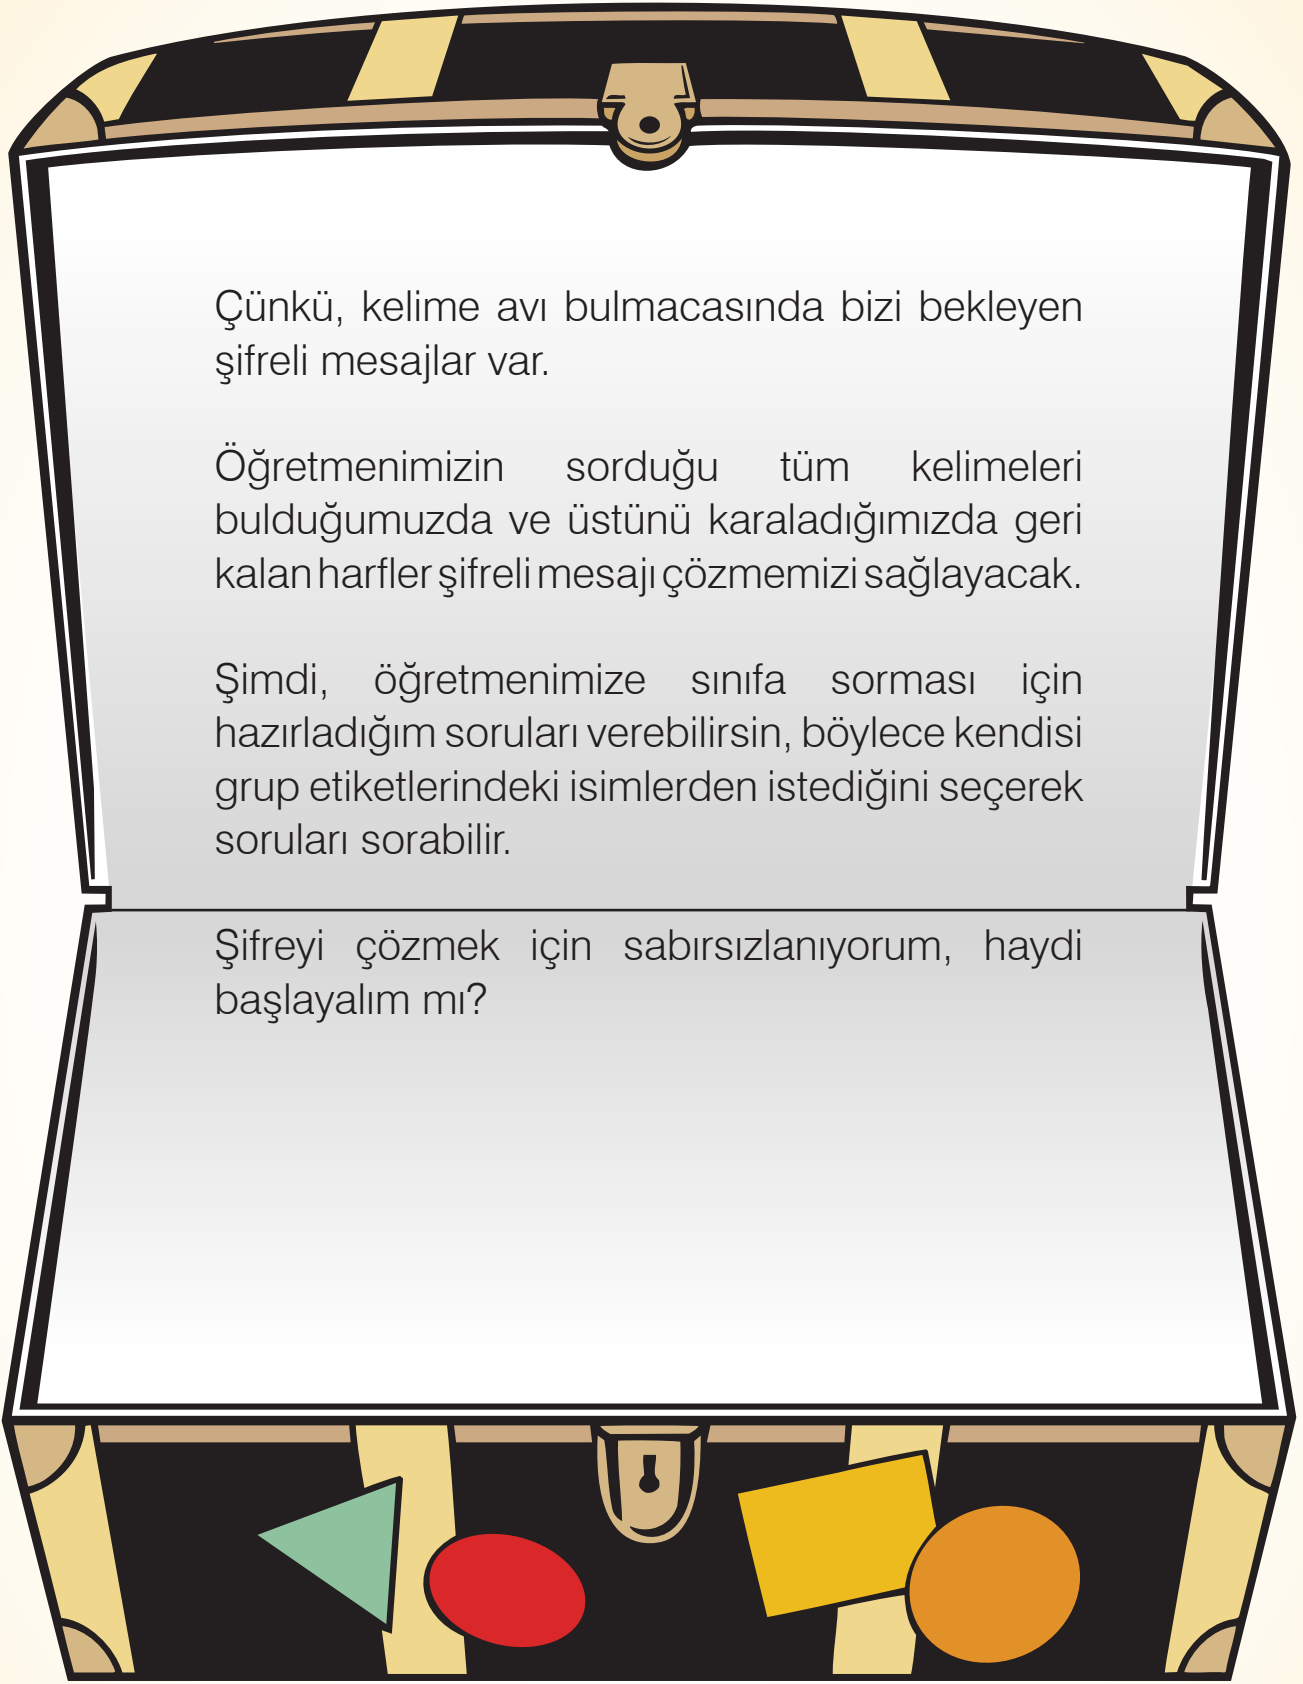 Çünkü, kelime avı bulmacasında bizi bekleyen
şifreli mesajlar var.
Öğretmenimizin sorduğu tüm kelimeleri
bulduğumuzda ve üstünü karaladığımızda geri
kalan harfler şifreli mesajı çözmemizi sağlayacak.
Şimdi, öğretmenimize sınıfa sorması için
hazırladığım soruları verebilirsin, böylece kendisi
grup etiketlerindeki isimlerden istediğini seçerek
soruları sorabilir.
Şifreyi çözmek için sabırsızlanıyorum, haydi
başlayalım mı?